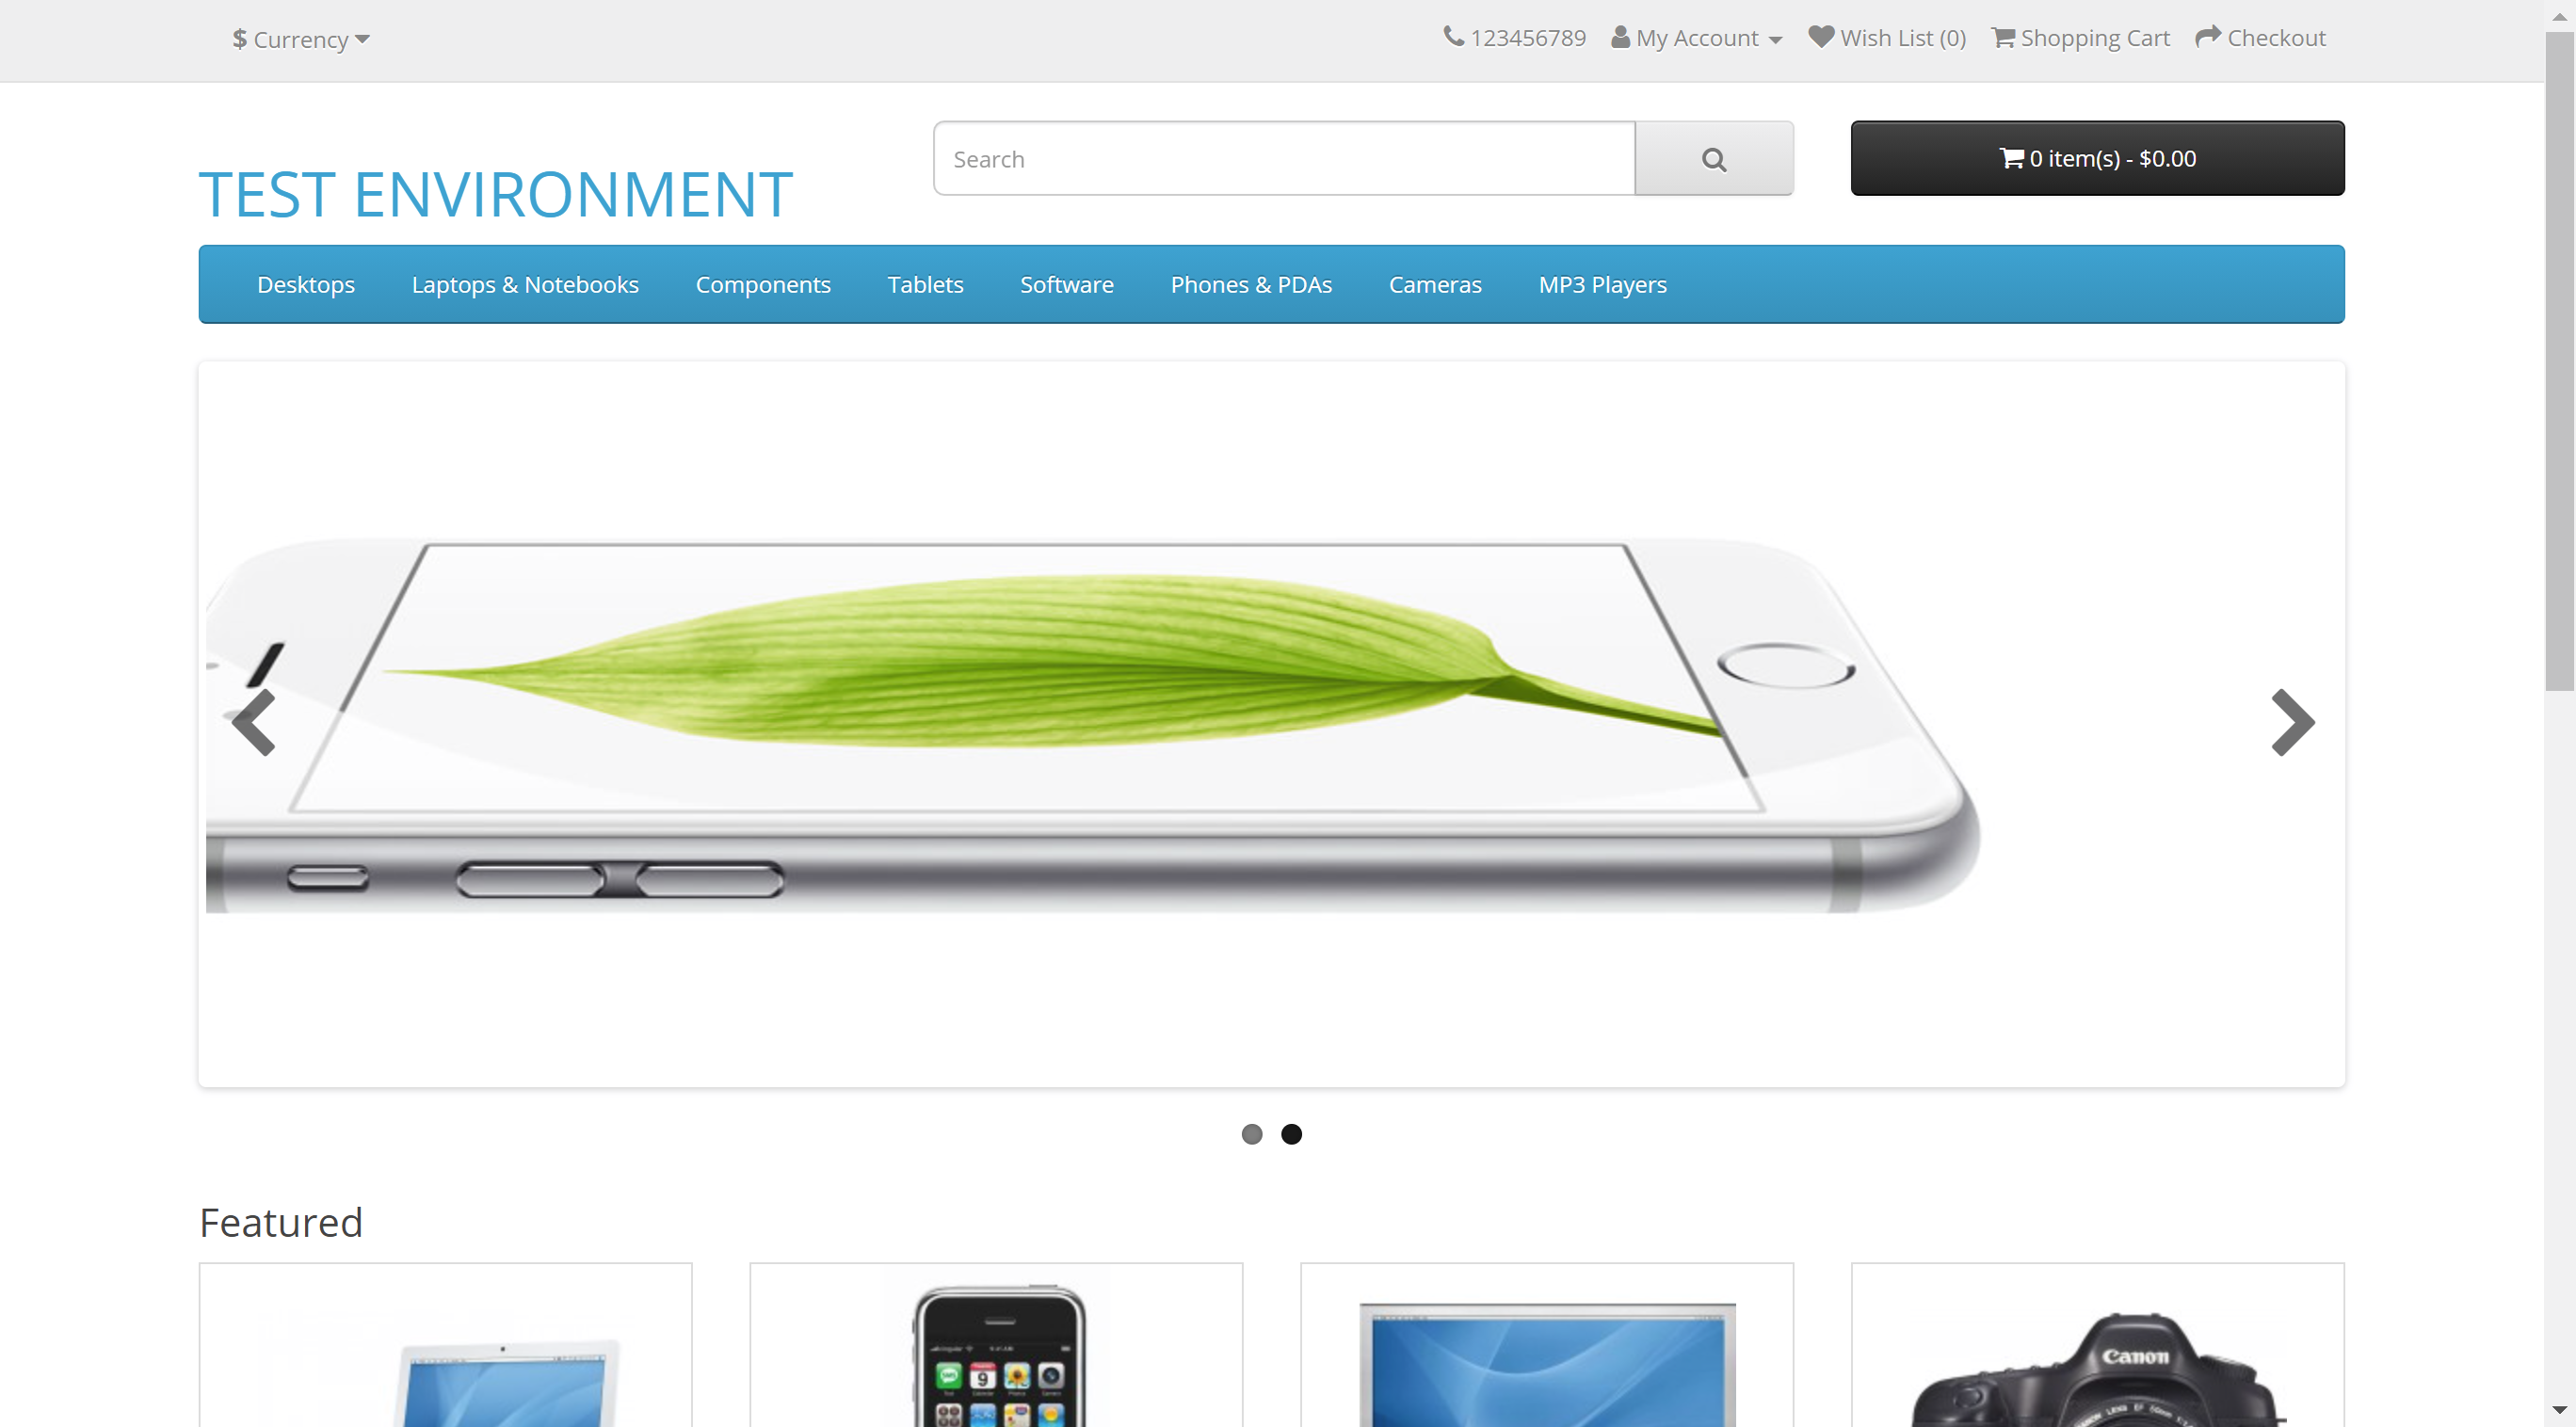 $ Currency
123456789 My Account Wish List (0) Shopping Cart Checkout
TEST ENVIRONMENT
Search
0 item(s) - $0.00
Desktops Laptops & Notebooks Components Tablets Software Phones & PDAs Cameras MP3 Players
Featured
9
Canon